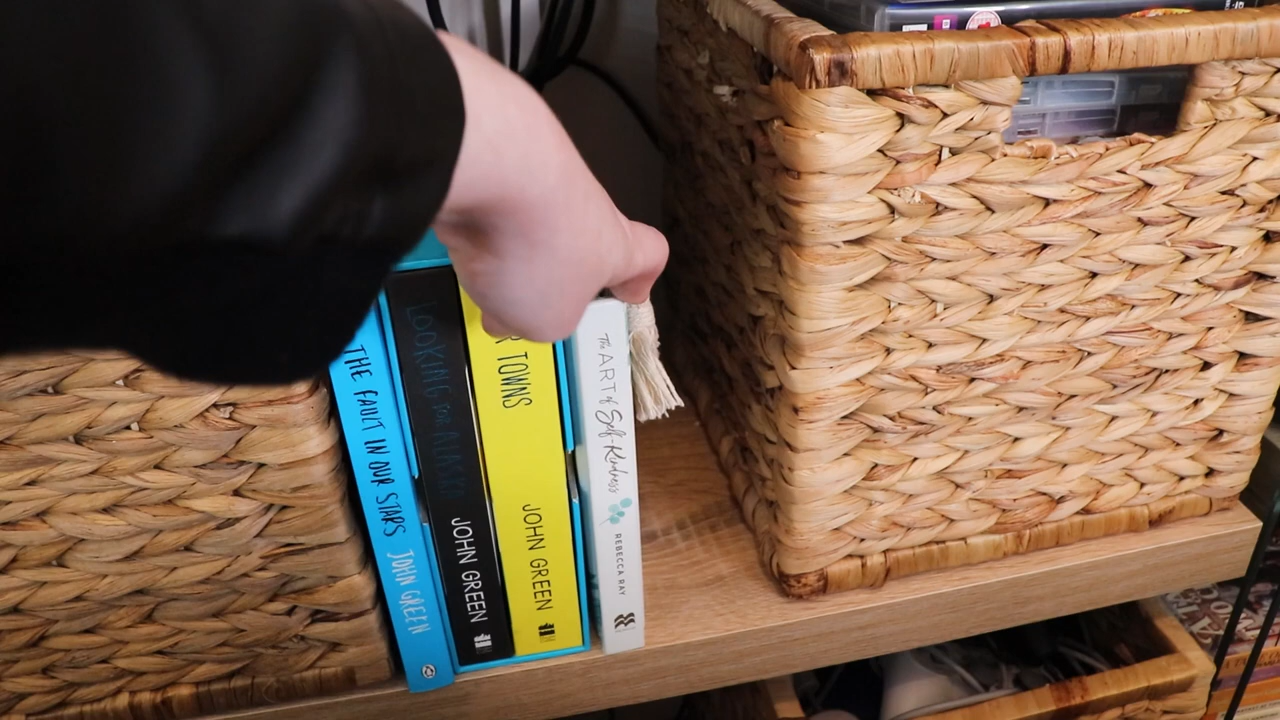 THE FAULT IN OUR STARS JOHN GREEN
LOOKING FOR ALASKA JOHN GREEN
TOWNS JOHN GREEN
The ART of Self-Kindness REBECCA RAY